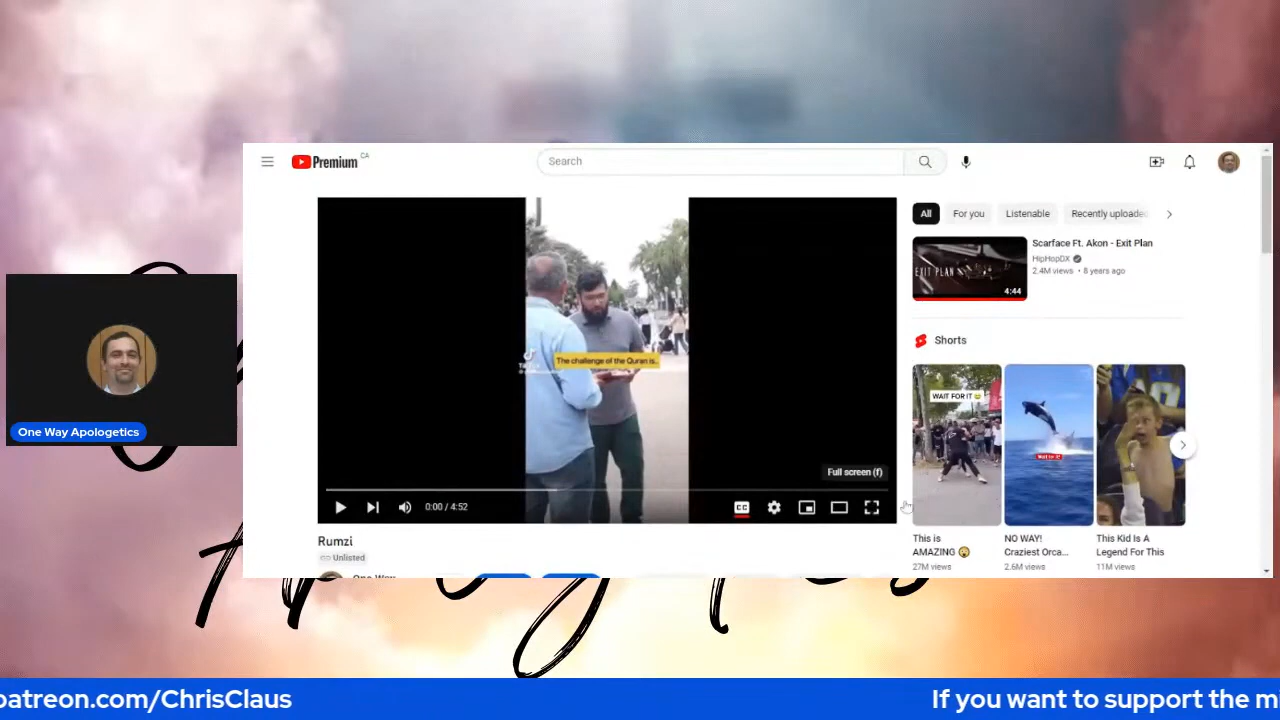 Premium CA
Search
All
For you
Listenable
Recently uploaded
Scarface Ft. Akon - Exit Plan
HipHopDX
2.4M views • 8 years ago
EXIT PLAN
4:44
The challenge of the Quran is..
Shorts
WAIT FOR IT
Full screen (f)
0:00 / 4:52
CC
One Way Apologetics
Rumzi
Unlisted
This is
AMAZING 😲
27M views
NO WAY!
Craziest Orca...
2.6M views
This Kid Is A
Legend For This
11M views
One Way
patreon.com/ChrisClaus
If you want to support the m